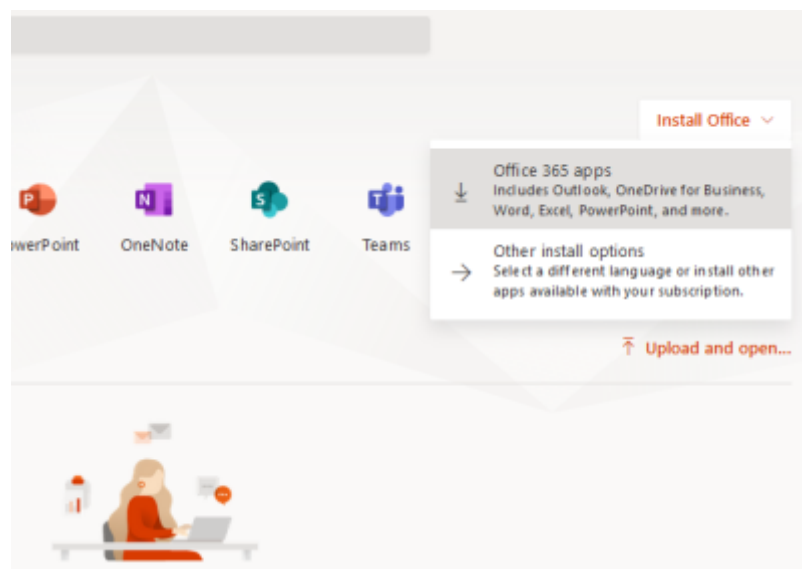 Install Office
Office 365 apps
Includes Outlook, OneDrive for Business,
Word, Excel, PowerPoint, and more.
Other install options
Select a different language or install other
apps available with your subscription.
P
N
S
T
werPoint
OneNote
SharePoint
Teams
Upload and open...